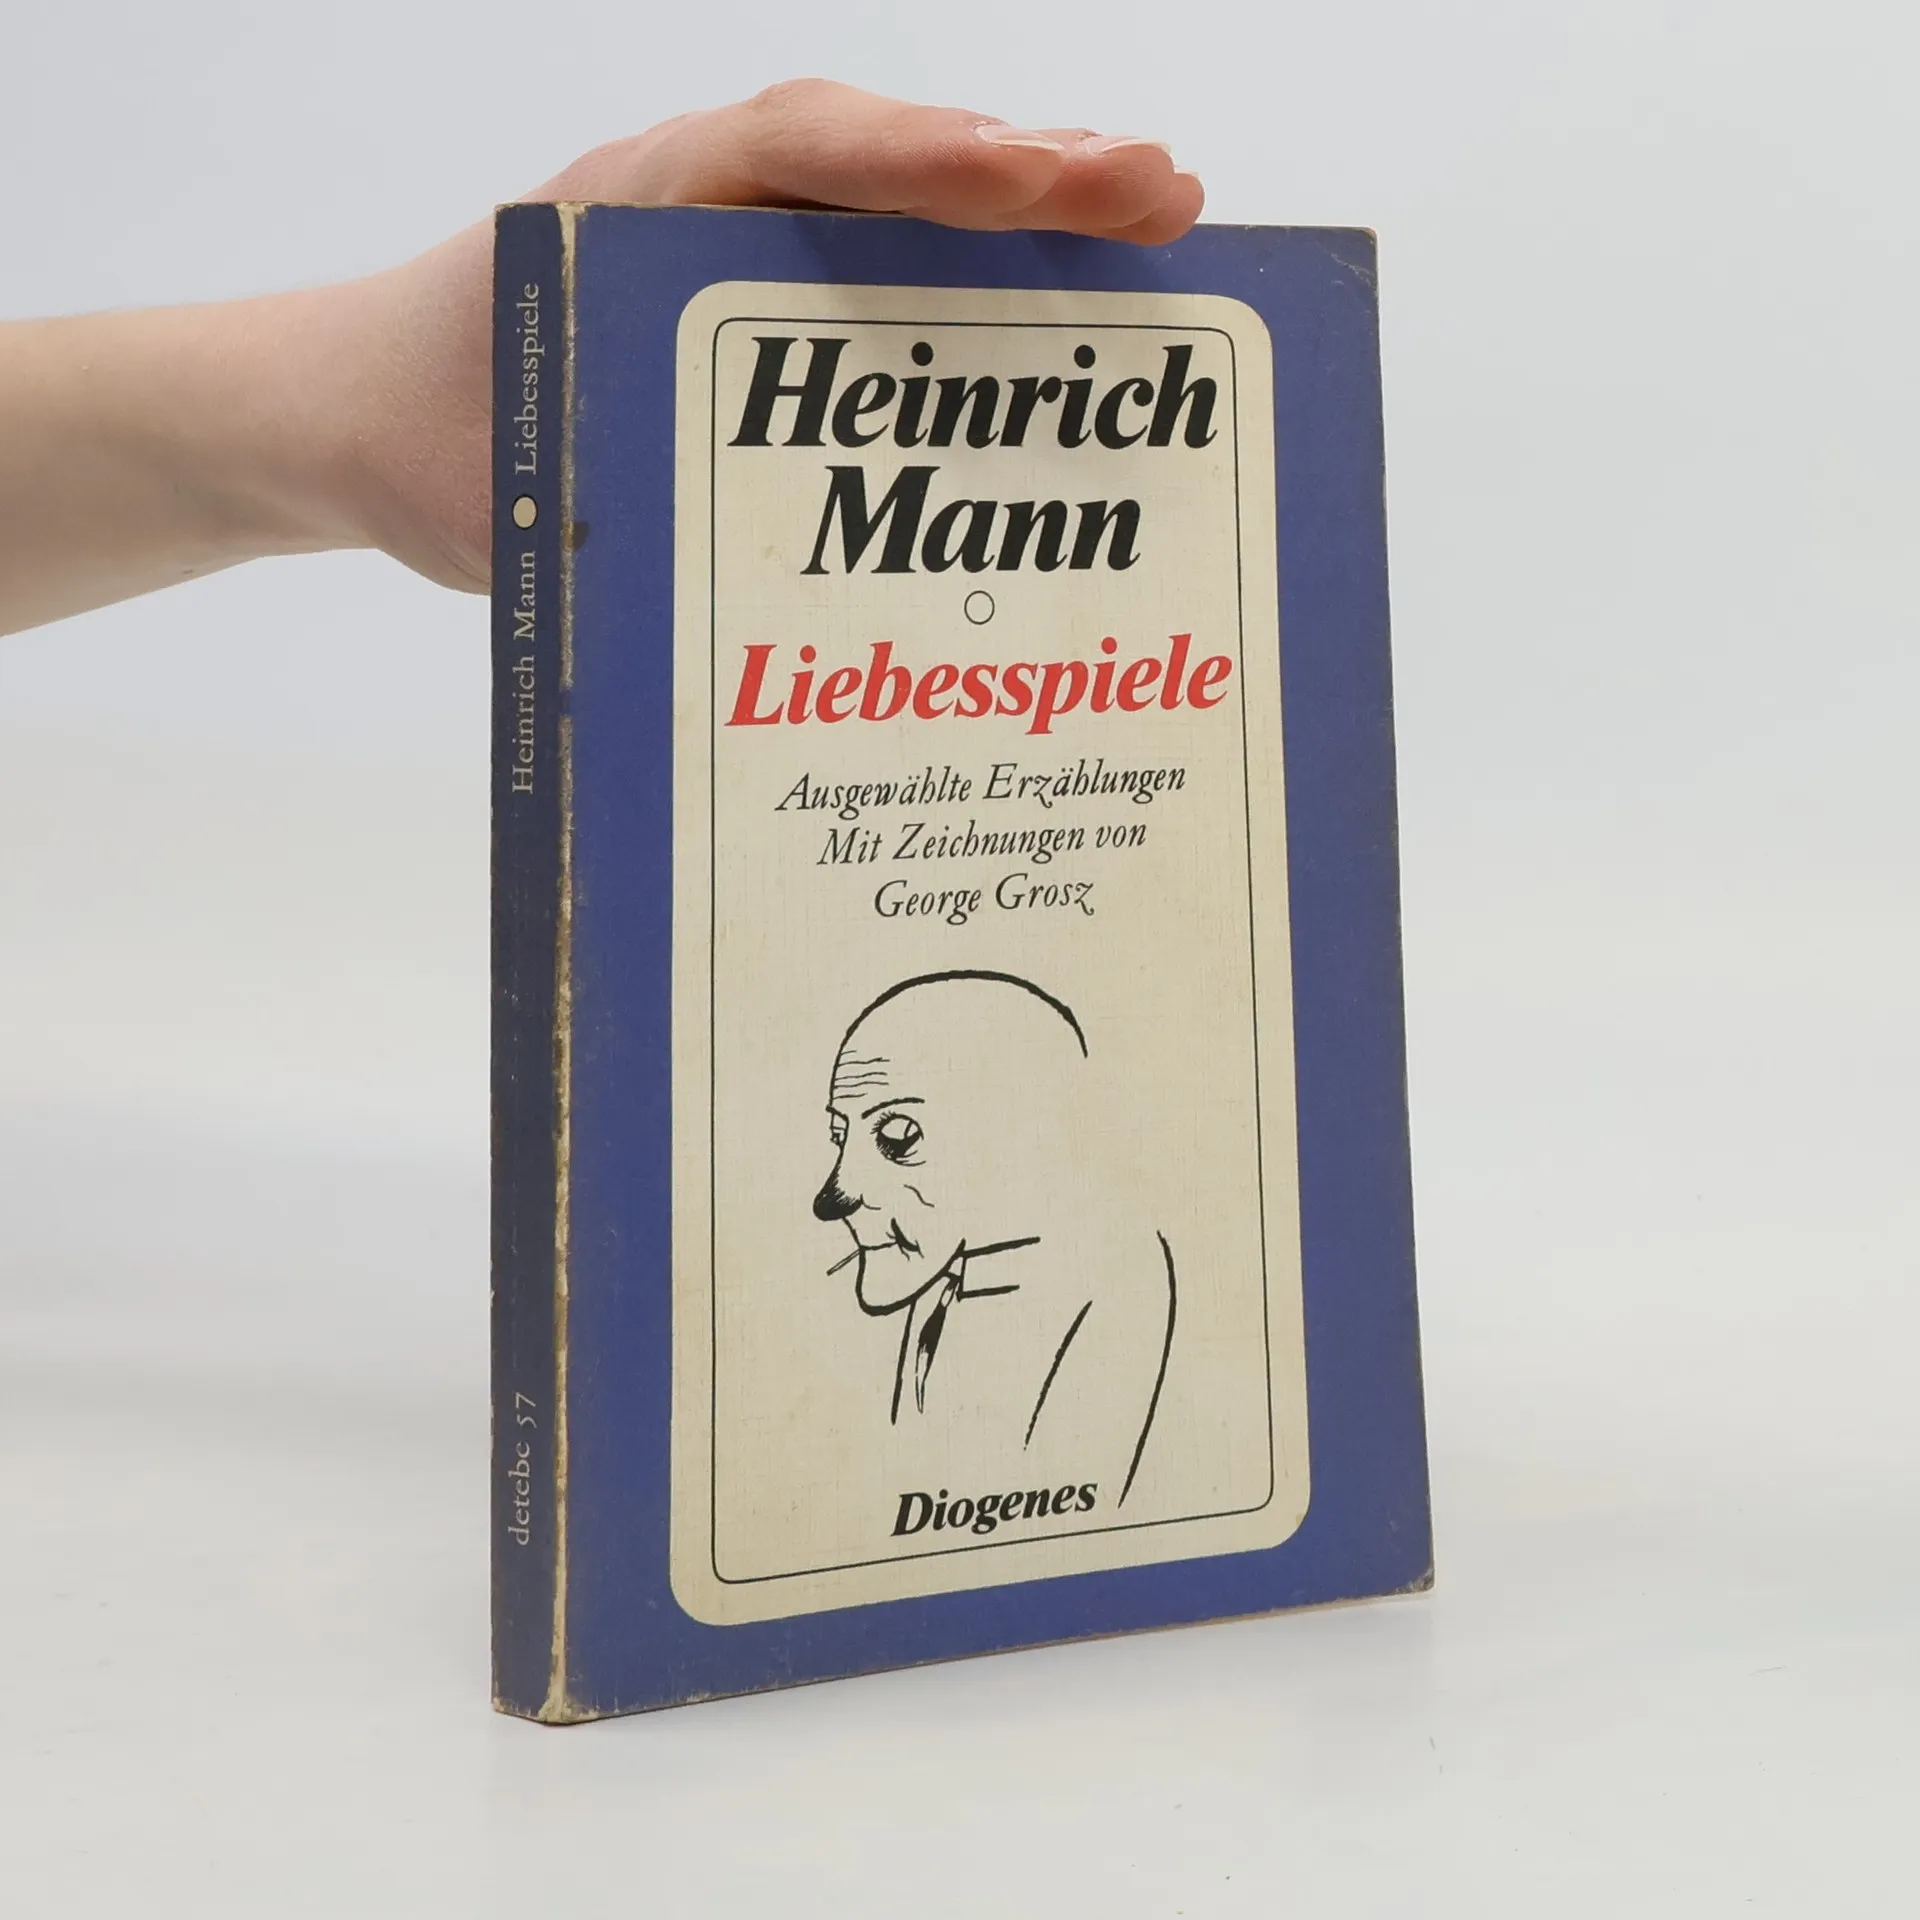 Heinrich Mann Liebesspiele
detebe 57
Heinrich
Mann
Liebesspiele
Ausgewählte Erzählungen
Mit Zeichnungen von
George Grosz
Diogenes